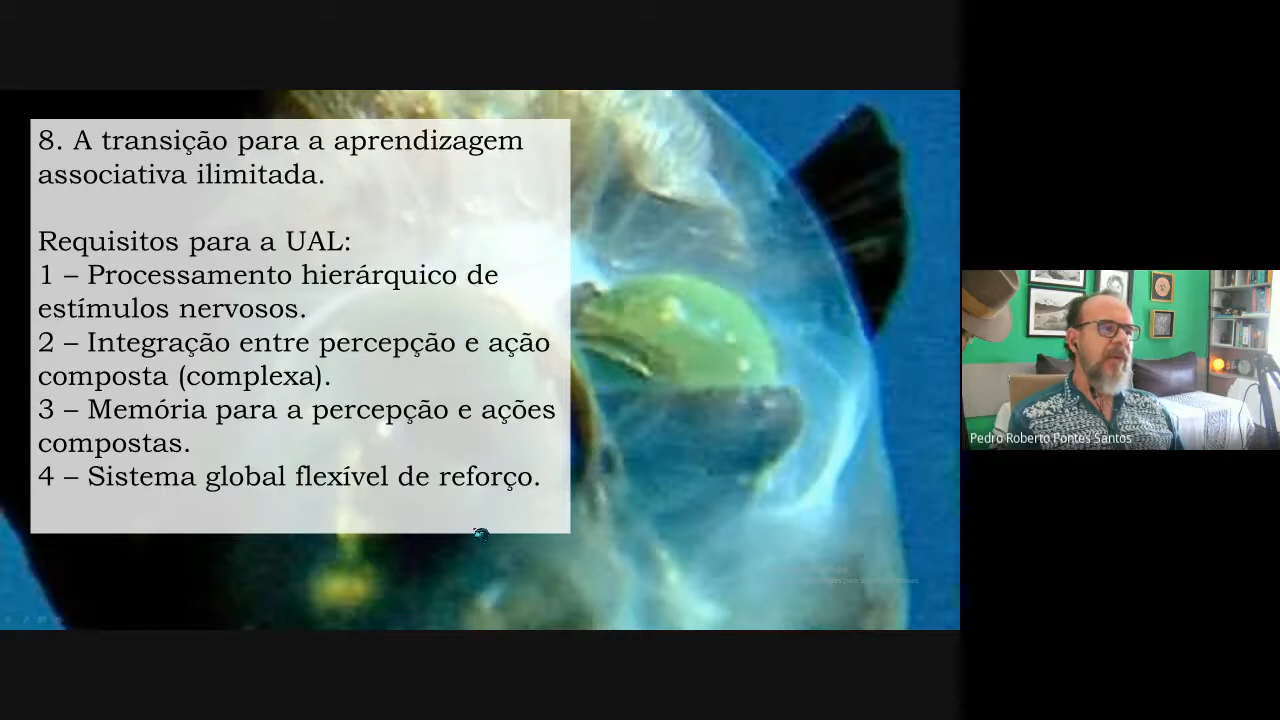 8. A transição para a aprendizagem
associativa ilimitada.
Requisitos para a UAL:
1 – Processamento hierárquico de
estímulos nervosos.
2 – Integração entre percepção e ação
composta (complexa).
3 – Memória para a percepção e ações
compostas.
4 – Sistema global flexível de reforço.
Pedro Roberto Pontes Santos